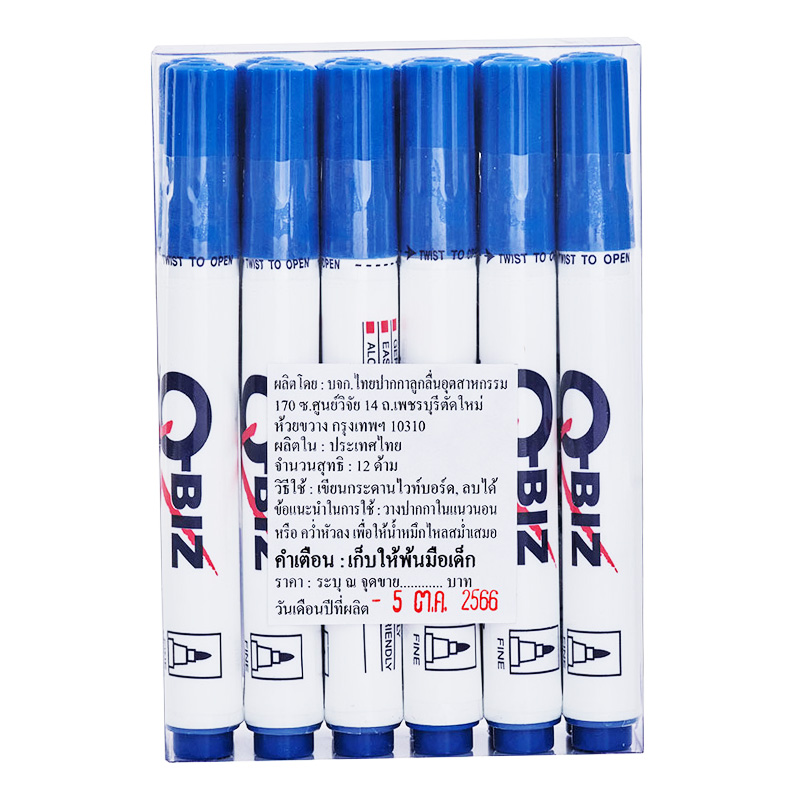 TWIST TO OPEN
TWIST TO OPEN
OPEN
TWIST TO
TWIST TO
TWIST TO OPEN
Q-BIZ
Q-BIZ
Q-BIZ
ผลิตโดย : บจก.ไทยปากกาลูกลื่นอุตสาหกรรม
170 ซ.ศูนย์วิจัย 14 ถ.เพชรบุรีตัดใหม่
ห้วยขวาง กรุงเทพฯ 10310
ผลิตใน : ประเทศไทย
จำนวนสุทธิ : 12 ด้าม
วิธีใช้ : เขียนกระดานไวท์บอร์ด, ลบได้
ข้อแนะนำในการใช้ : วางปากกาในแนวนอน
หรือ คว่ำหัวลง เพื่อให้น้ำหมึกไหลสม่ำเสมอ
คำเตือน : เก็บให้พ้นมือเด็ก
ราคา : ระบุ ณ จุดขาย............ บาท
วันเดือนปีที่ผลิต - 5 ต.ค. 2566
FINE
FINE
FINE
FINE
FINE